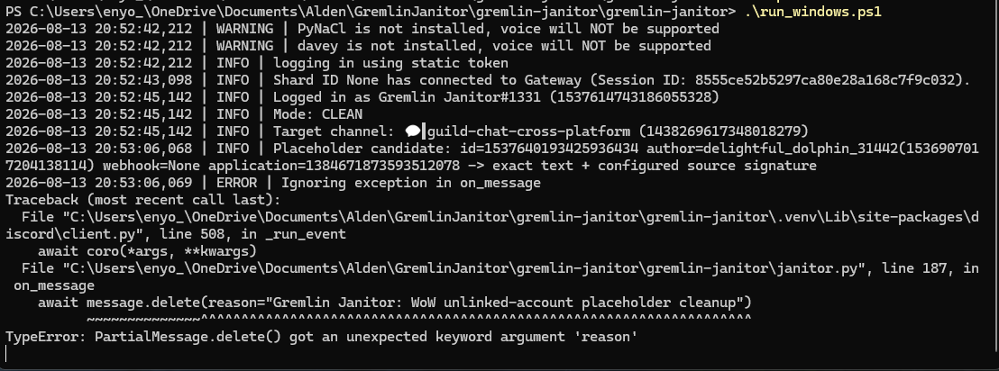 PS C:\Users\enyo_\OneDrive\Documents\Alden\GremlinJanitor\gremlin-janitor\gremlin-janitor> .\run_windows.ps1
2026-08-13 20:52:42,212 | WARNING | PyNaCl is not installed, voice will NOT be supported
2026-08-13 20:52:42,212 | WARNING | davey is not installed, voice will NOT be supported
2026-08-13 20:52:42,212 | INFO | logging in using static token
2026-08-13 20:52:43,098 | INFO | Shard ID None has connected to Gateway (Session ID: 8555ce52b5297ca80e28a168c7f9c032).
2026-08-13 20:52:45,142 | INFO | Logged in as Gremlin Janitor#1331 (1537614743186055328)
2026-08-13 20:52:45,142 | INFO | Mode: CLEAN
2026-08-13 20:52:45,142 | INFO | Target channel: 💬|guild-chat-cross-platform (1438269617348018279)
2026-08-13 20:53:06,068 | INFO | Placeholder candidate: id=1537640193425936434 author=delightful_dolphin_31442(153690701
7204138114) webhook=None application=1384671873593512078 -> exact text + configured source signature
2026-08-13 20:53:06,069 | ERROR | Ignoring exception in on_message
Traceback (most recent call last):
  File "C:\Users\enyo_\OneDrive\Documents\Alden\GremlinJanitor\gremlin-janitor\gremlin-janitor\.venv\Lib\site-packages\d
iscord\client.py", line 508, in _run_event
    await coro(*args, **kwargs)
  File "C:\Users\enyo_\OneDrive\Documents\Alden\GremlinJanitor\gremlin-janitor\gremlin-janitor\janitor.py", line 187, in
 on_message
    await message.delete(reason="Gremlin Janitor: WoW unlinked-account placeholder cleanup")
          ~~~~~~~~~~~~~~^^^^^^^^^^^^^^^^^^^^^^^^^^^^^^^^^^^^^^^^^^^^^^^^^^^^^^^^^^^^^^^^^^
TypeError: PartialMessage.delete() got an unexpected keyword argument 'reason'